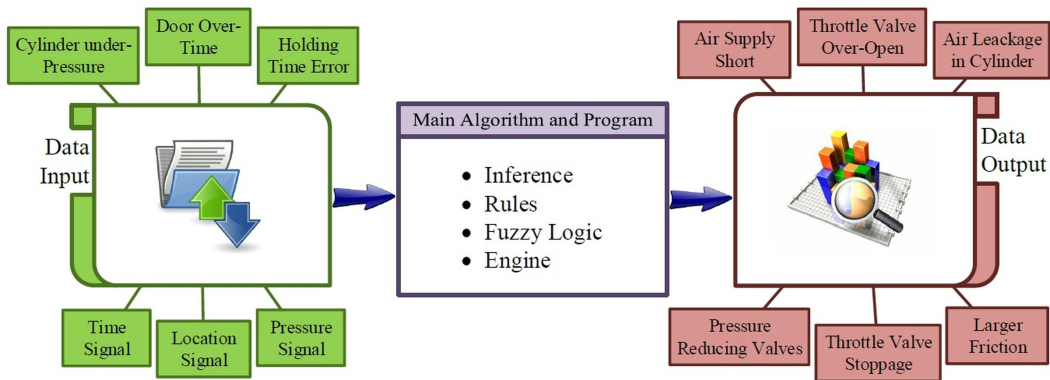 Cylinder under-
Pressure
Door Over-
Time
Holding
Time Error
Data
Input
Time
Signal
Location
Signal
Pressure
Signal
Main Algorithm and Program
• Inference
• Rules
• Fuzzy Logic
• Engine
Air Supply
Short
Throttle Valve
Over-Open
Air Leackage
in Cylinder
Data
Output
Pressure
Reducing Valves
Throttle Valve
Stoppage
Larger
Friction